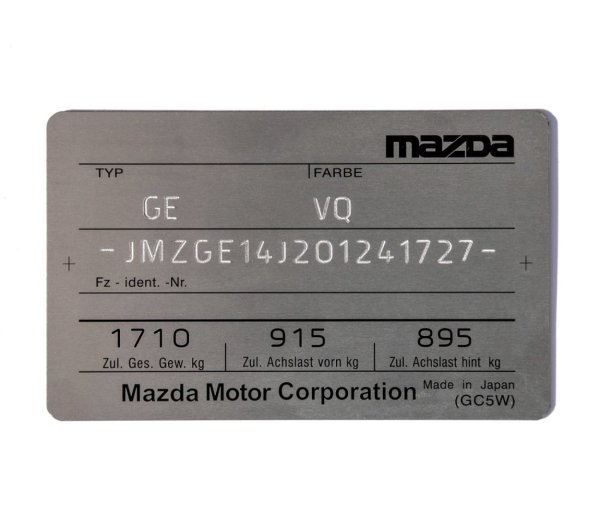 mazda
TYP FARBE
GE VQ
-JMZGE14J201241727-
Fz - ident. -Nr.
1710 915 895
Zul. Ges. Gew. kg Zul. Achslast vorn kg Zul. Achslast hint kg
Mazda Motor Corporation Made in Japan
(GC5W)